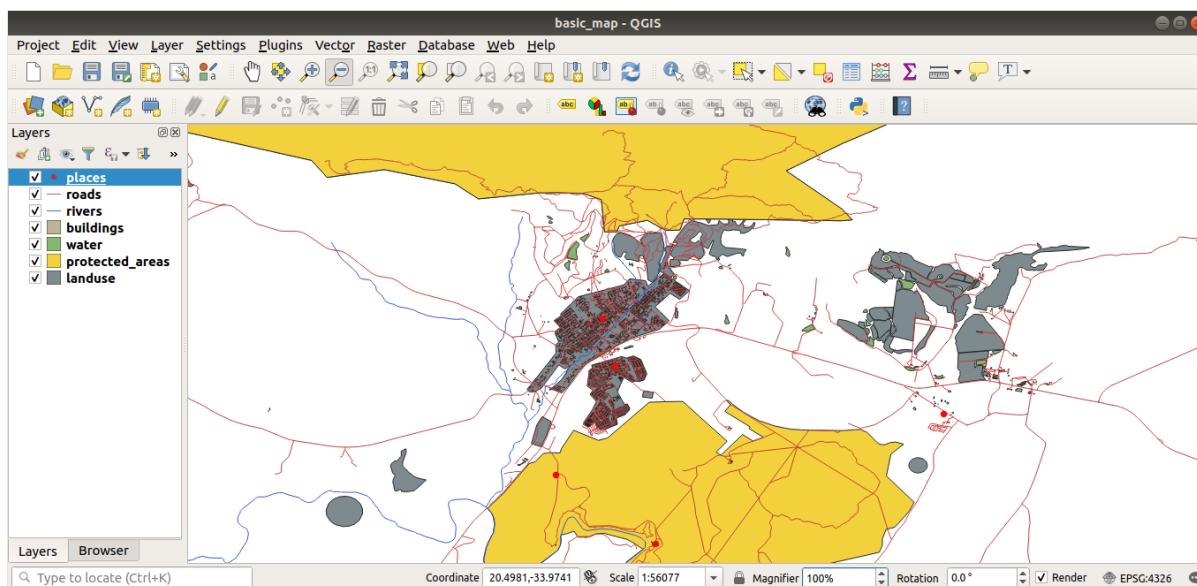 basic_map - QGIS
Project Edit View Layer Settings Plugins Vector Raster Database Web Help
Layers
places
roads
rivers
buildings
water
protected_areas
landuse
Layers Browser
Type to locate (Ctrl+K) Coordinate 20.4981,-33.9741 Scale 1:56077 Magnifier 100% Rotation 0.0 ° Render EPSG:4326